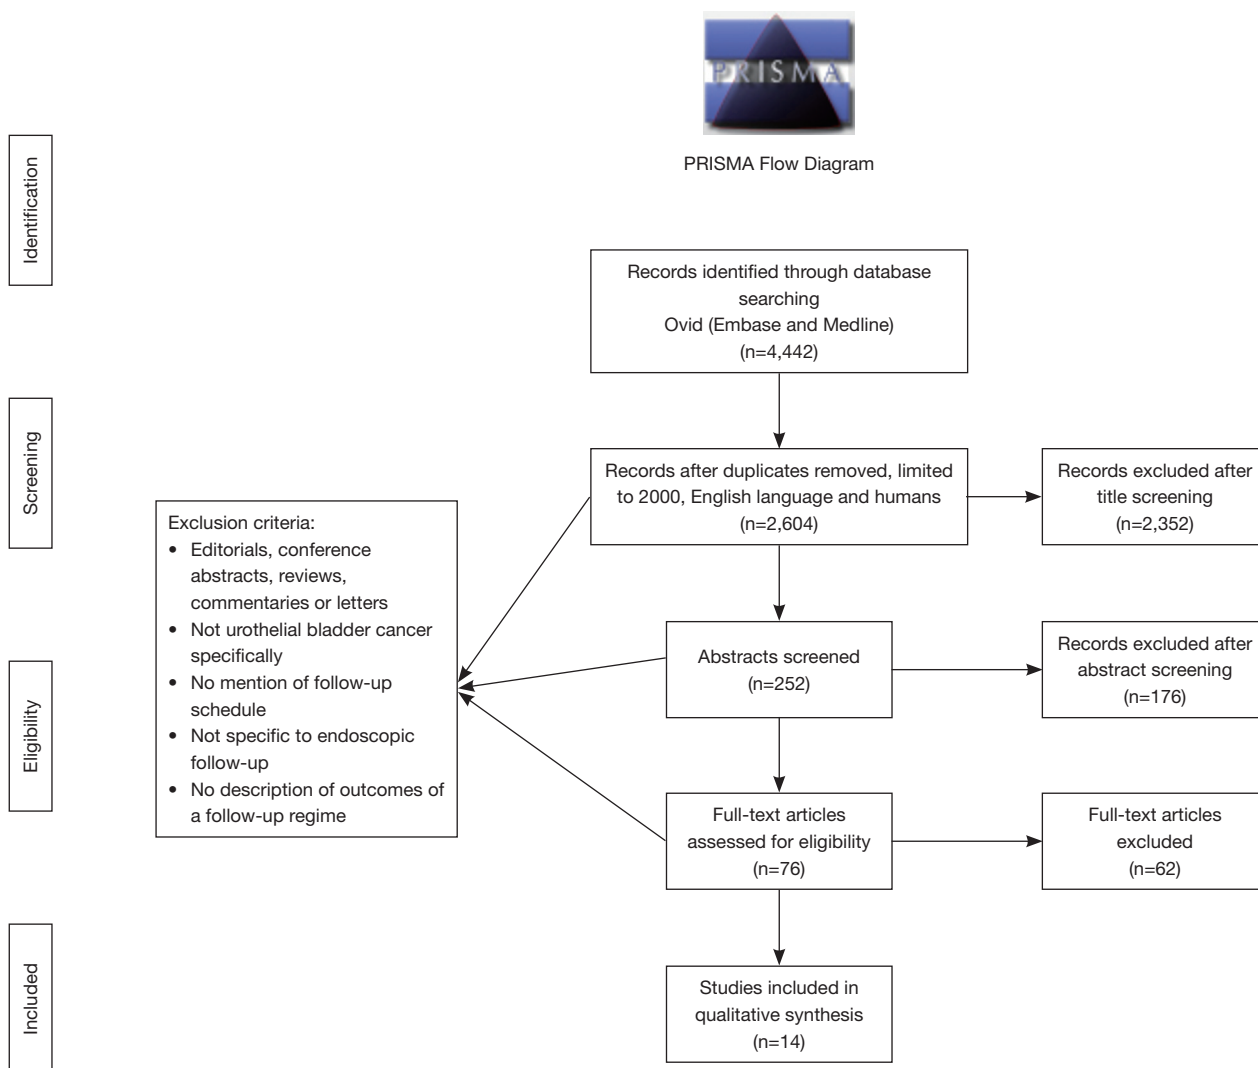 PRISMA
PRISMA Flow Diagram
Identification
Records identified through database
searching
Ovid (Embase and Medline)
(n=4,442)
Screening
Records after duplicates removed, limited
to 2000, English language and humans
(n=2,604)
Records excluded after
title screening
(n=2,352)
Exclusion criteria:
• Editorials, conference
abstracts, reviews,
commentaries or letters
• Not urothelial bladder cancer
specifically
• No mention of follow-up
schedule
• Not specific to endoscopic
follow-up
• No description of outcomes of
a follow-up regime
Abstracts screened
(n=252)
Records excluded after
abstract screening
(n=176)
Eligibility
Full-text articles
assessed for eligibility
(n=76)
Full-text articles
excluded
(n=62)
Included
Studies included in
qualitative synthesis
(n=14)